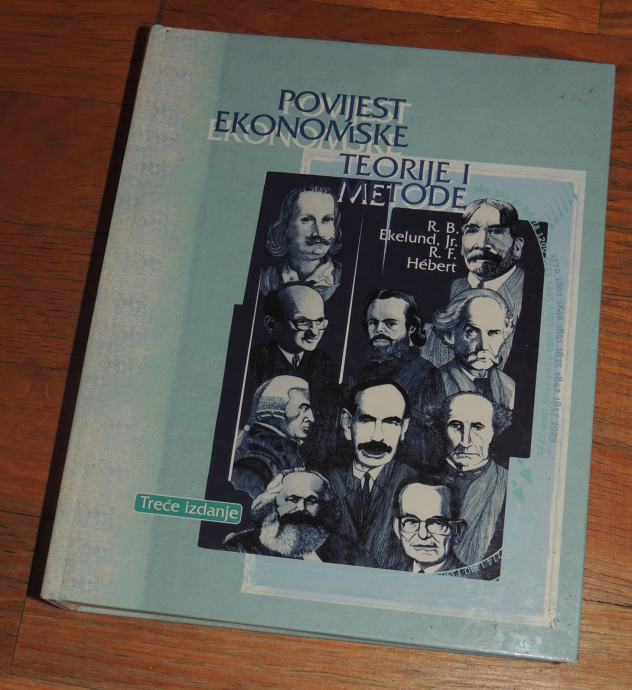 POVIJEST
EKONOMSKE
TEORIJE I
METODE
R. B.
Ekelund, Jr.
R. F.
Hébert
Treće izdanje